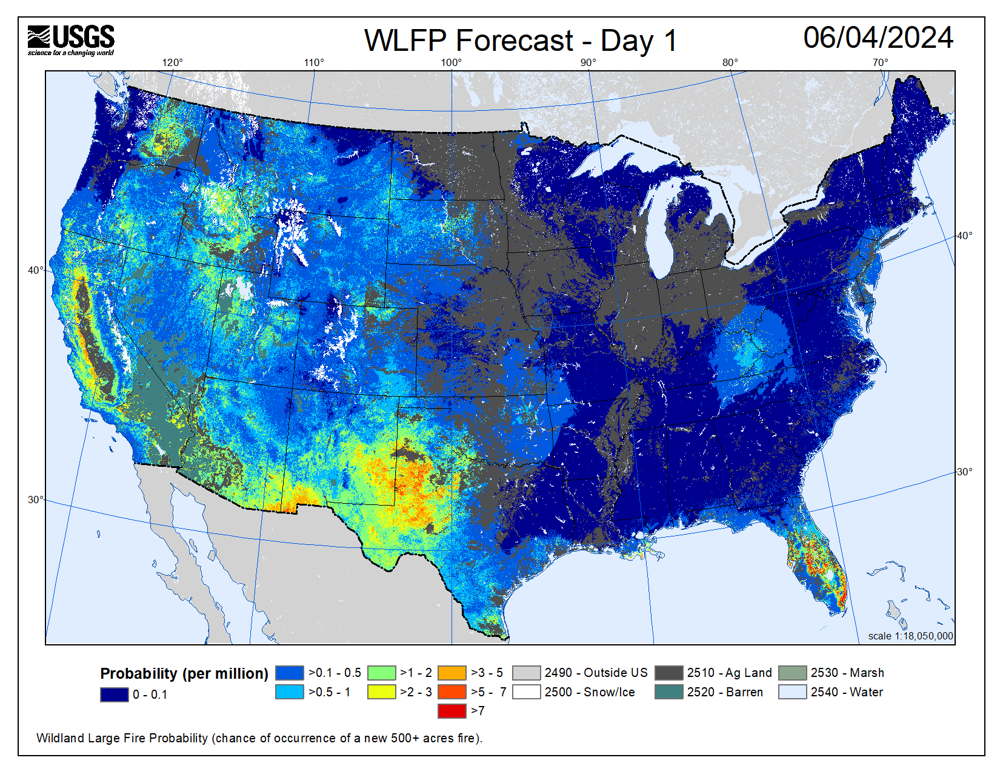 USGS
science for a changing world
WLFP Forecast - Day 1
06/04/2024
120°
110°
100°
90°
80°
70°
40°
40°
30°
30°
scale 1:18,050,000
Probability (per million)
0 - 0.1
>0.1 - 0.5
>0.5 - 1
>1 - 2
>2 - 3
>3 - 5
>5 - 7
>7
2490 - Outside US
2500 - Snow/Ice
2510 - Ag Land
2520 - Barren
2530 - Marsh
2540 - Water
Wildland Large Fire Probability (chance of occurrence of a new 500+ acres fire).